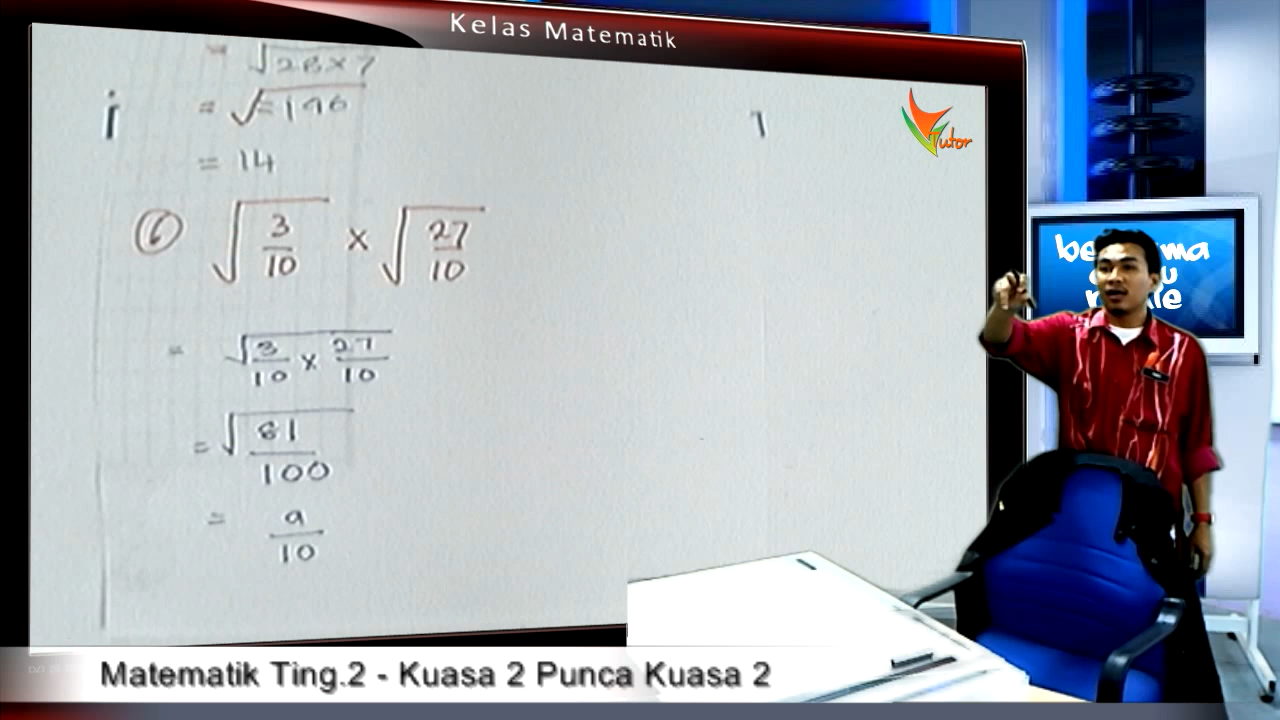 Kelas Matematik
√28 × 7
= √196
= 14
Tutor
⑥ √(3/10) × √(27/10)
= √(3/10 × 27/10)
= √(81/100)
= 9/10
Matematik Ting.2 - Kuasa 2 Punca Kuasa 2